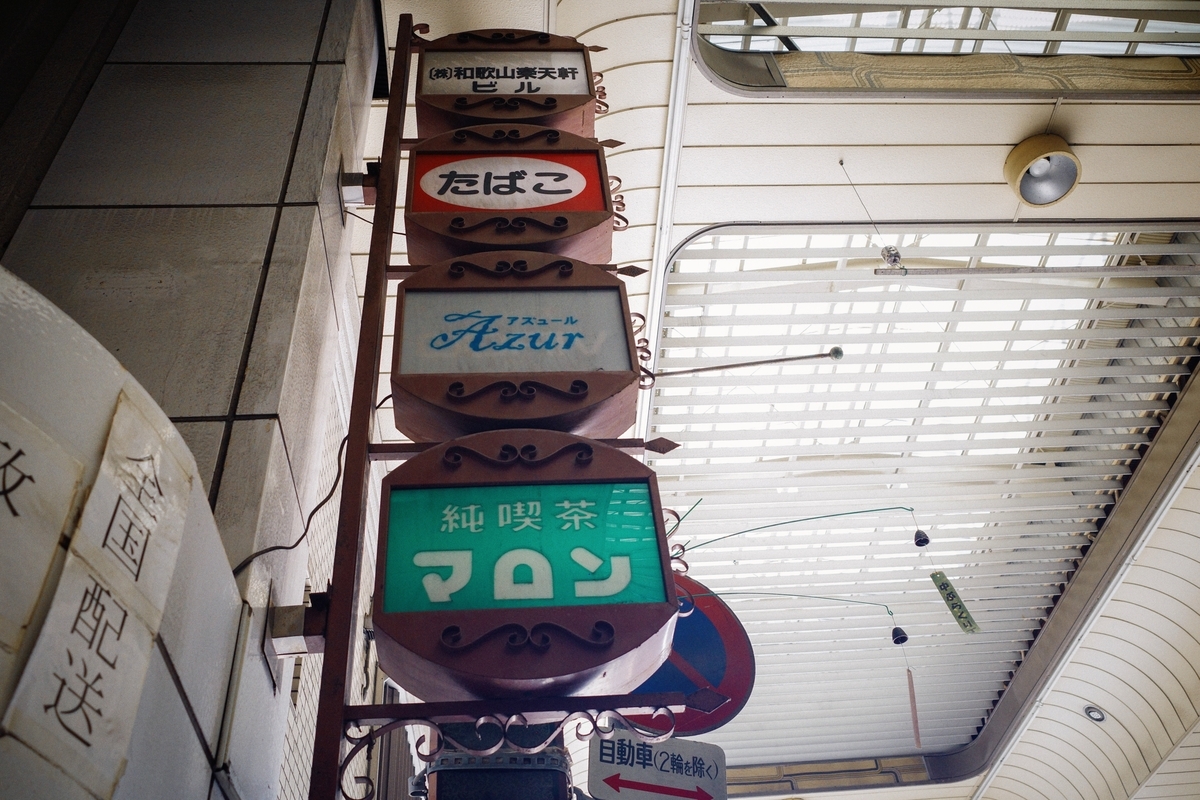 ㈱和歌山楽天軒
ビル
たばこ
アズュール
Azur
純喫茶
マロン
自動車(2輪を除く)
全国
配送